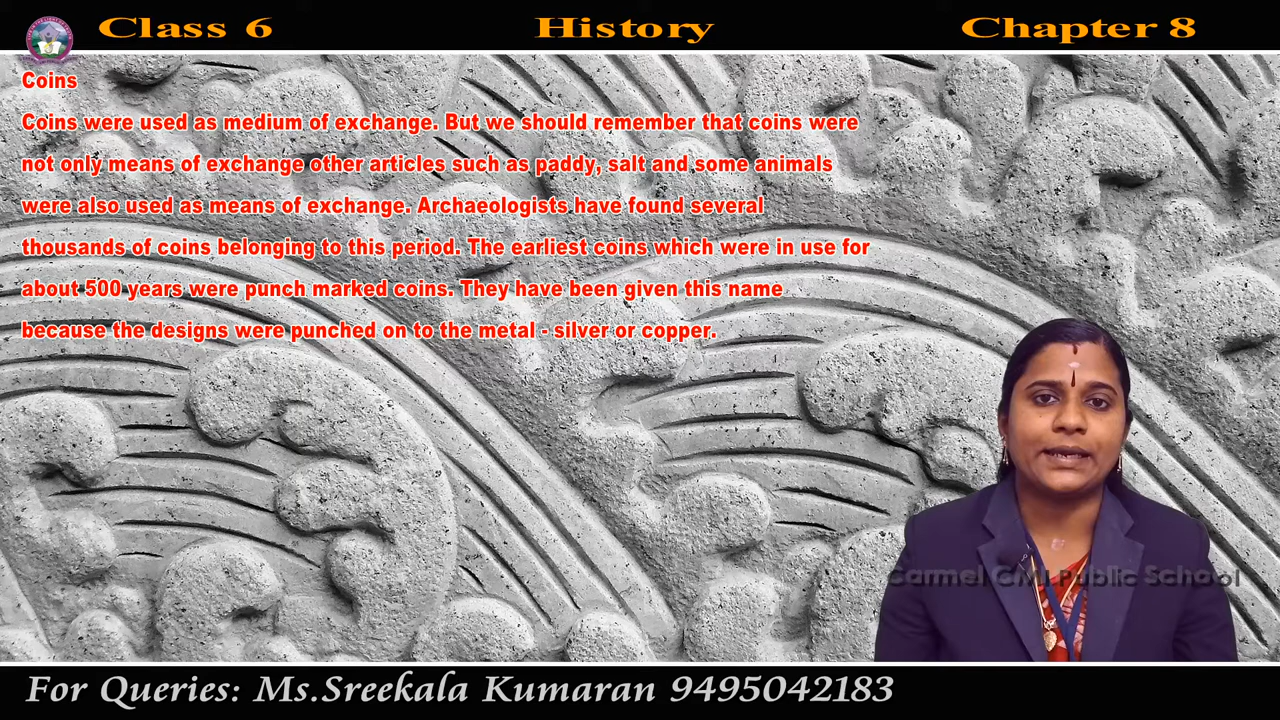 Class 6 History Chapter 8
Coins
Coins were used as medium of exchange. But we should remember that coins were
not only means of exchange other articles such as paddy, salt and some animals
were also used as means of exchange. Archaeologists have found several
thousands of coins belonging to this period. The earliest coins which were in use for
about 500 years were punch marked coins. They have been given this name
because the designs were punched on to the metal - silver or copper.
Carmel CMI Public School
For Queries: Ms.Sreekala Kumaran 9495042183